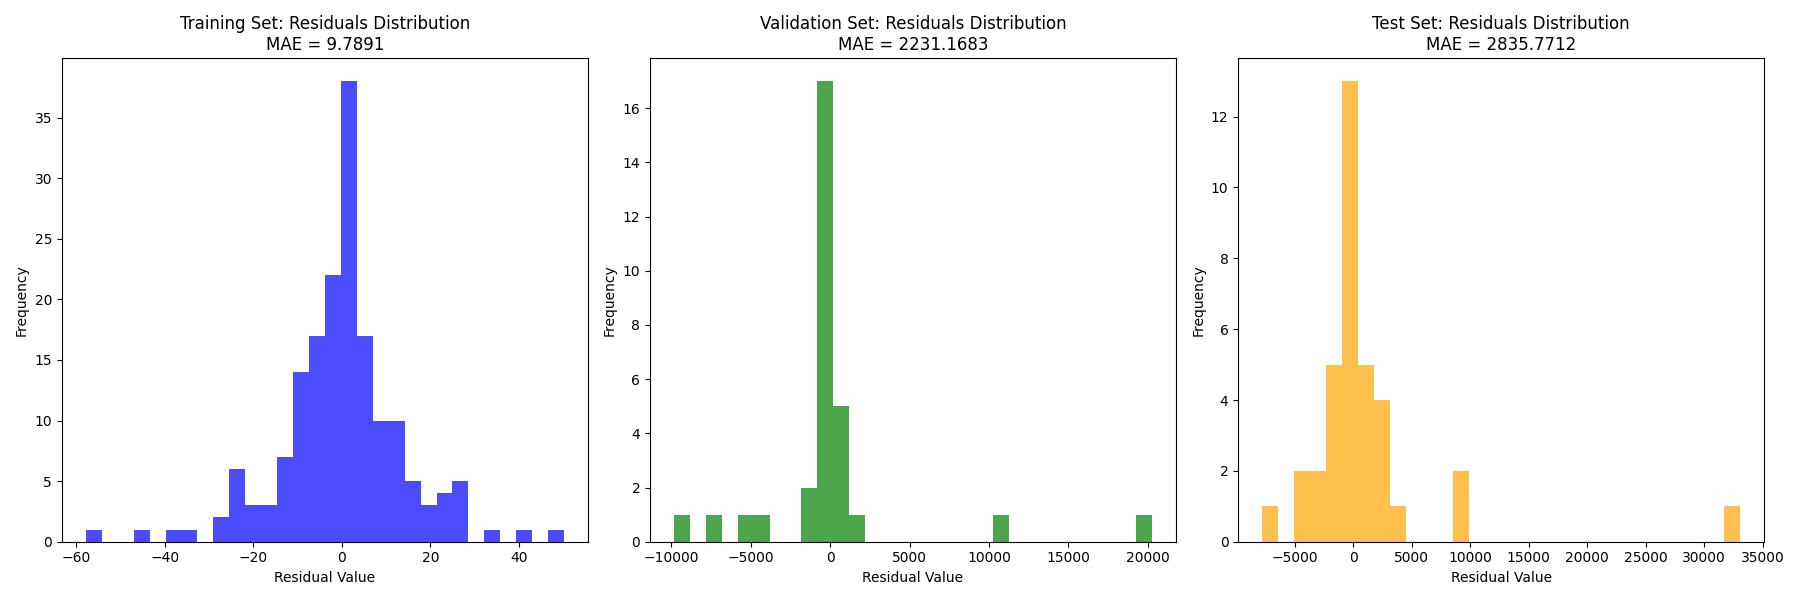 Training Set: Residuals Distribution
MAE = 9.7891
35
30
25
20
15
10
5
0
Frequency
−60 −40 −20 0 20 40
Residual Value
Validation Set: Residuals Distribution
MAE = 2231.1683
16
14
12
10
8
6
4
2
0
Frequency
−10000 −5000 0 5000 10000 15000 20000
Residual Value
Test Set: Residuals Distribution
MAE = 2835.7712
12
10
8
6
4
2
0
Frequency
−5000 0 5000 10000 15000 20000 25000 30000 35000
Residual Value